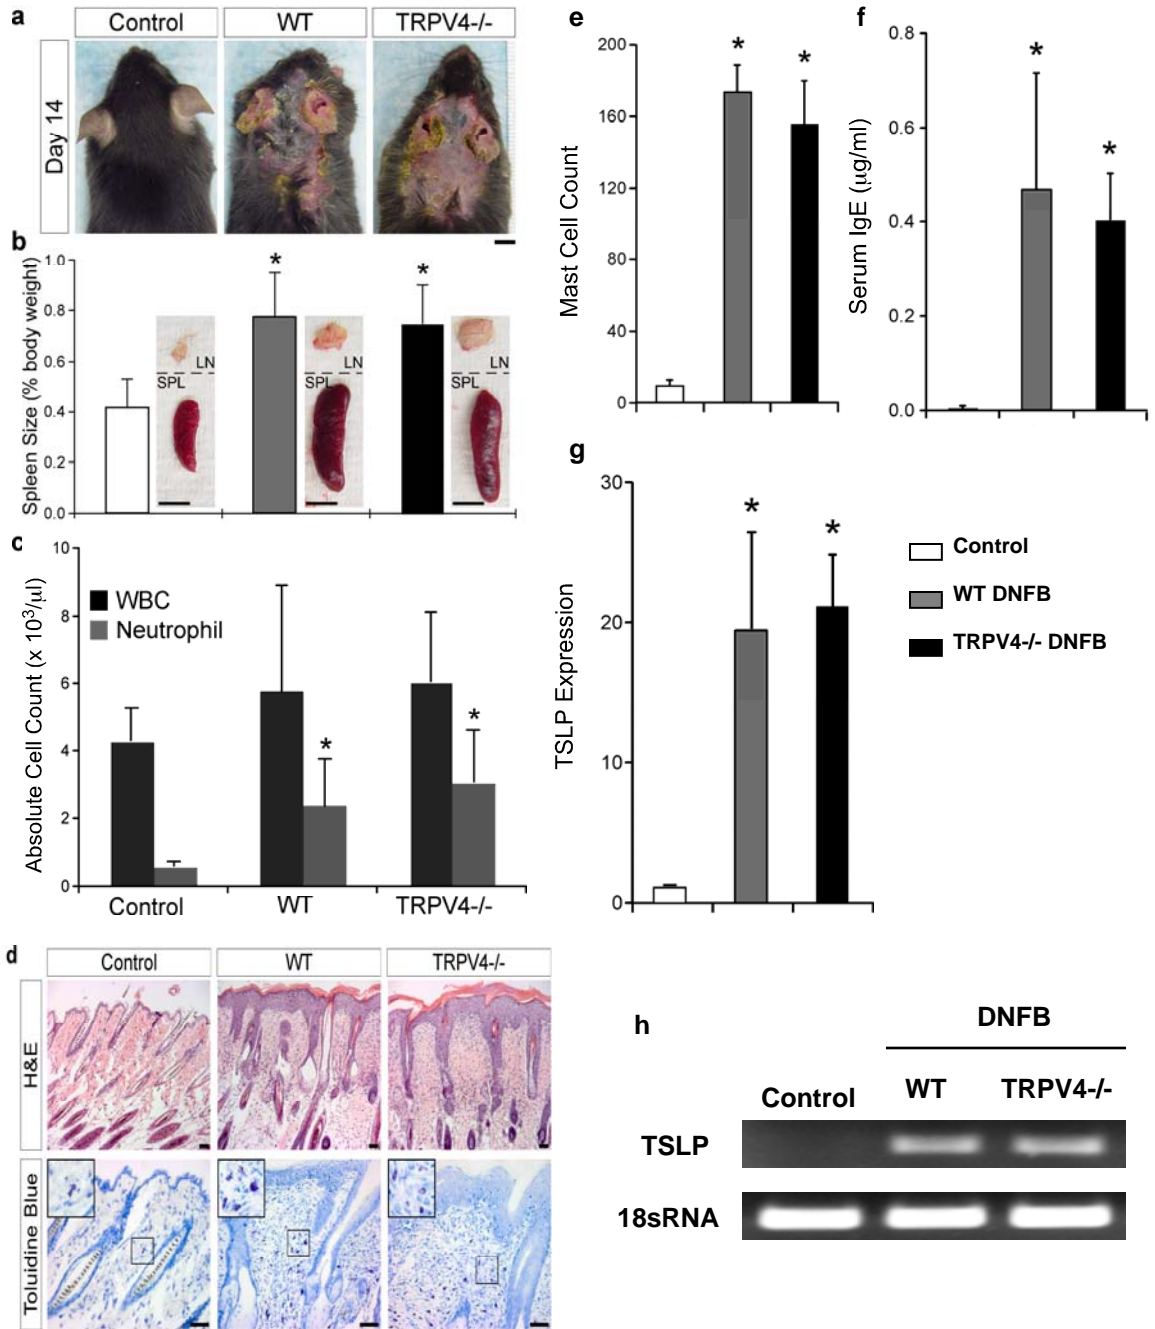 a
Control
WT
TRPV4-/-
Day 14
b
Spleen Size (% body weight)
1.0
0.8
0.6
0.4
0.2
0.0
*
*
LN
SPL
LN
SPL
LN
SPL
c
Absolute Cell Count (x 10³/µl)
10
8
6
4
2
0
WBC
Neutrophil
*
*
Control
WT
TRPV4-/-
d
Control
WT
TRPV4-/-
H&E
Toluidine Blue
e
Mast Cell Count
200
160
120
80
40
0
*
*
f
Serum IgE (µg/ml)
0.8
0.6
0.4
0.2
0.0
*
*
g
TSLP Expression
30
20
10
0
*
*
Control
WT DNFB
TRPV4-/- DNFB
h
DNFB
Control
WT
TRPV4-/-
TSLP
18sRNA